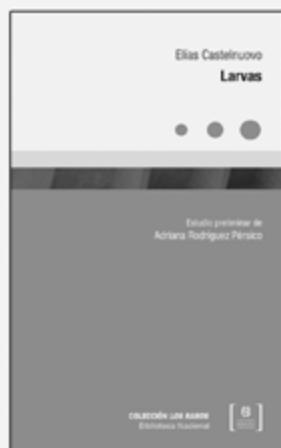 Elías Castelnuovo
Larvas
Estudio preliminar de
Adriana Rodríguez Pérsico
COLECCIÓN LOS RAROS
Biblioteca Nacional